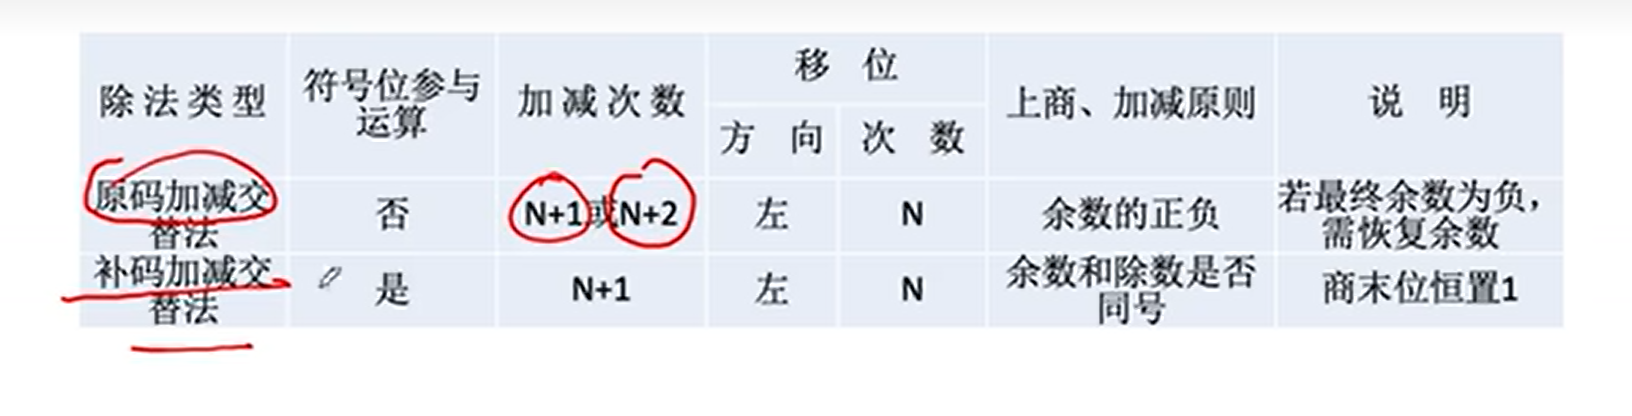 除法类型
符号位参与
运算
加减次数
移 位
方 向
次 数
上商、加减原则
说 明
原码加减交
替法
否
N+1或N+2
左
N
余数的正负
若最终余数为负，
需恢复余数
补码加减交
替法
是
N+1
左
N
余数和除数是否
同号
商末位恒置1